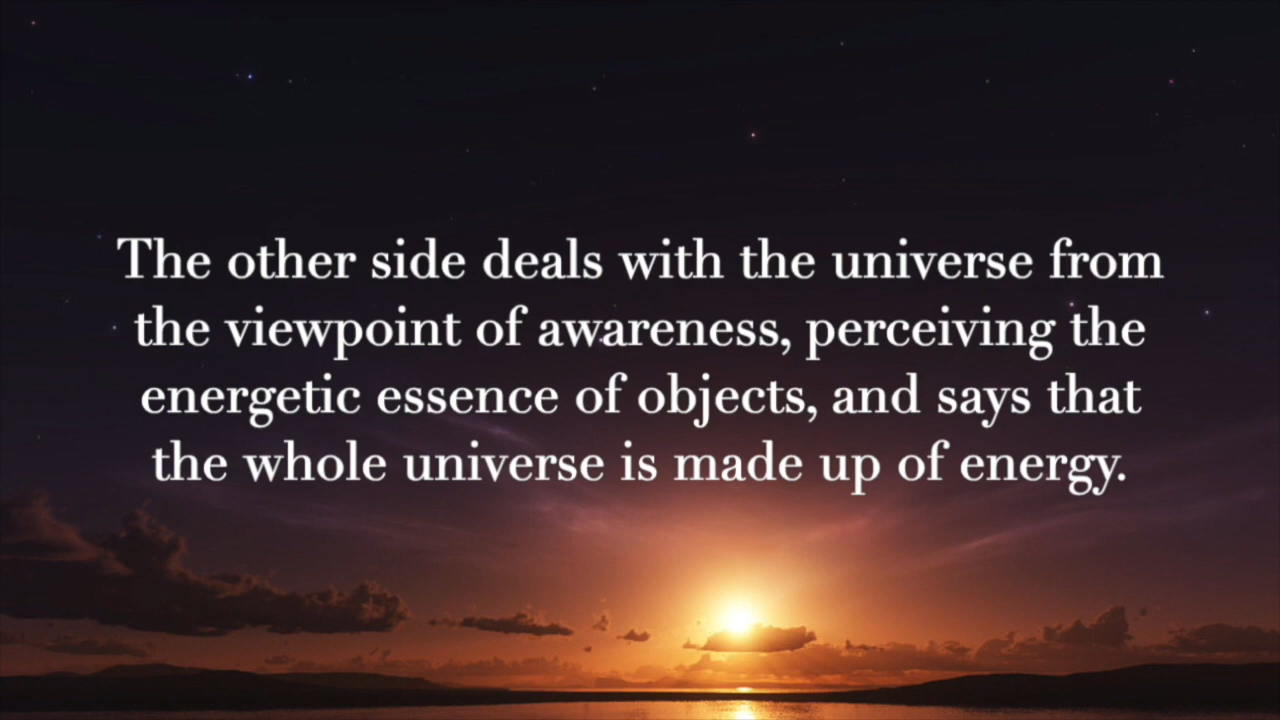 The other side deals with the universe from
the viewpoint of awareness, perceiving the
energetic essence of objects, and says that
the whole universe is made up of energy.